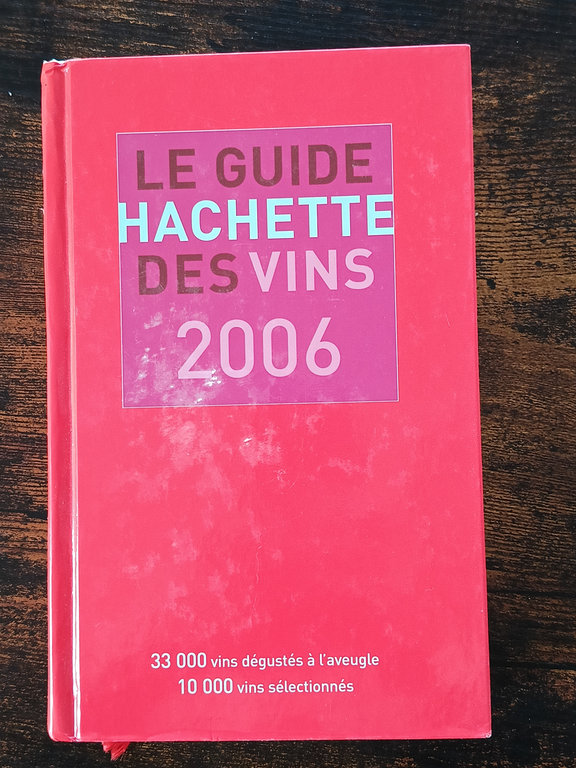 LE GUIDE
HACHETTE
DES VINS
2006
33 000 vins dégustés à l'aveugle
10 000 vins sélectionnés